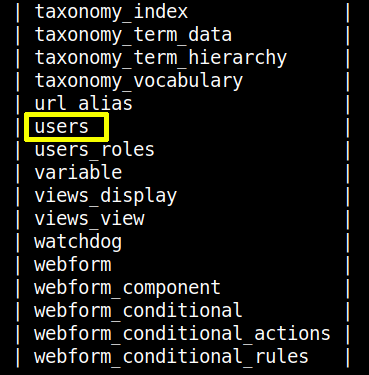 | taxonomy_index |
| taxonomy_term_data |
| taxonomy_term_hierarchy |
| taxonomy_vocabulary |
| url_alias |
| users |
| users_roles |
| variable |
| views_display |
| views_view |
| watchdog |
| webform |
| webform_component |
| webform_conditional |
| webform_conditional_actions |
| webform_conditional_rules |